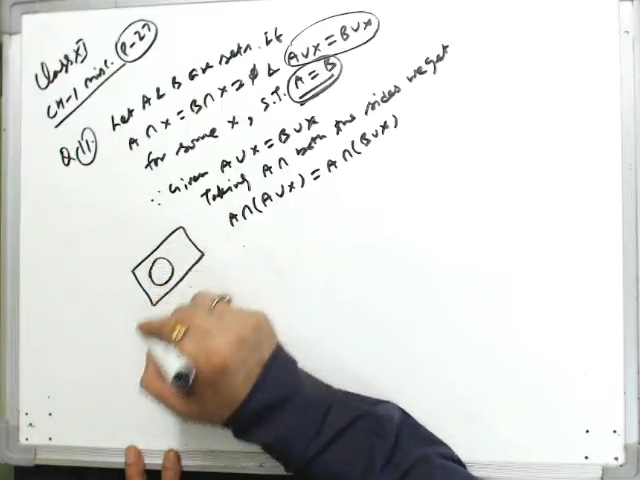 Class XI
CH-1 misc. P-27
Q 11. Let A & B are sets. If
A ∩ X = B ∩ X = ϕ & A ∪ X = B ∪ X
for some X, S.T. A = B
∵ Given A ∪ X = B ∪ X
Taking A ∩ both the sides we get
A ∩ (A ∪ X) = A ∩ (B ∪ X)